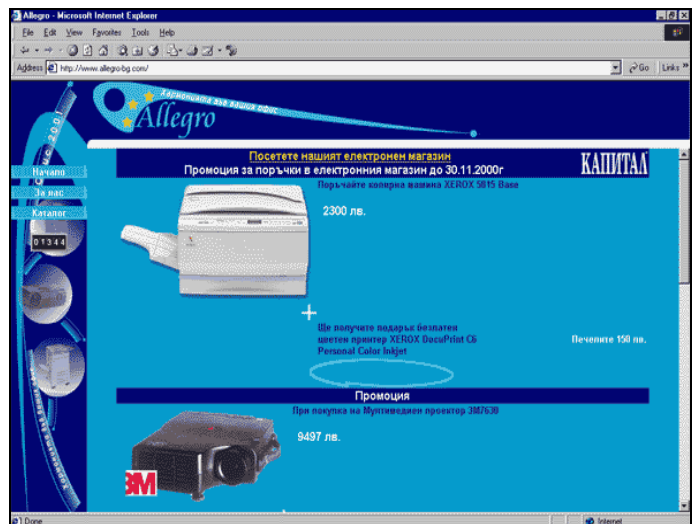 Allegro - Microsoft Internet Explorer
File Edit View Favorites Tools Help
Address http://www.allegro-bg.com/ Go Links »
Хармонията във вашия офис
Allegro
Посетете нашият електронен магазин
Промоция за поръчки в електронния магазин до 30.11.2000г
КАПИТАЛ
Начало
За нас
Каталог
01344
Поръчайте копирна машина XEROX 5815 Base
2300 лв.
Ще получите подарък безплатен
цветен принтер XEROX DocuPrint C6
Personal Color Inkjet
Печелите 150 лв.
Промоция
При покупка на Мултимедиен проектор 3M7630
9497 лв.
3M
Done
Internet